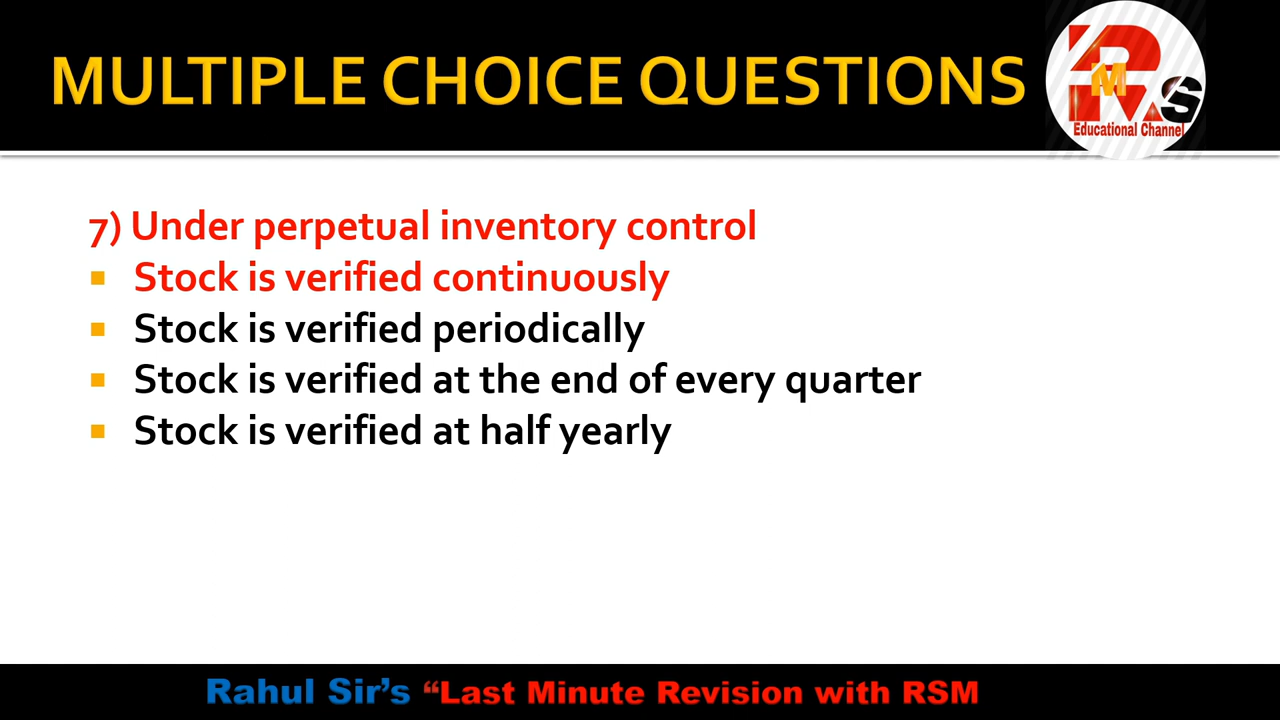 MULTIPLE CHOICE QUESTIONS
RMS
Educational Channel
7) Under perpetual inventory control
Stock is verified continuously
Stock is verified periodically
Stock is verified at the end of every quarter
Stock is verified at half yearly
Rahul Sir's “Last Minute Revision with RSM